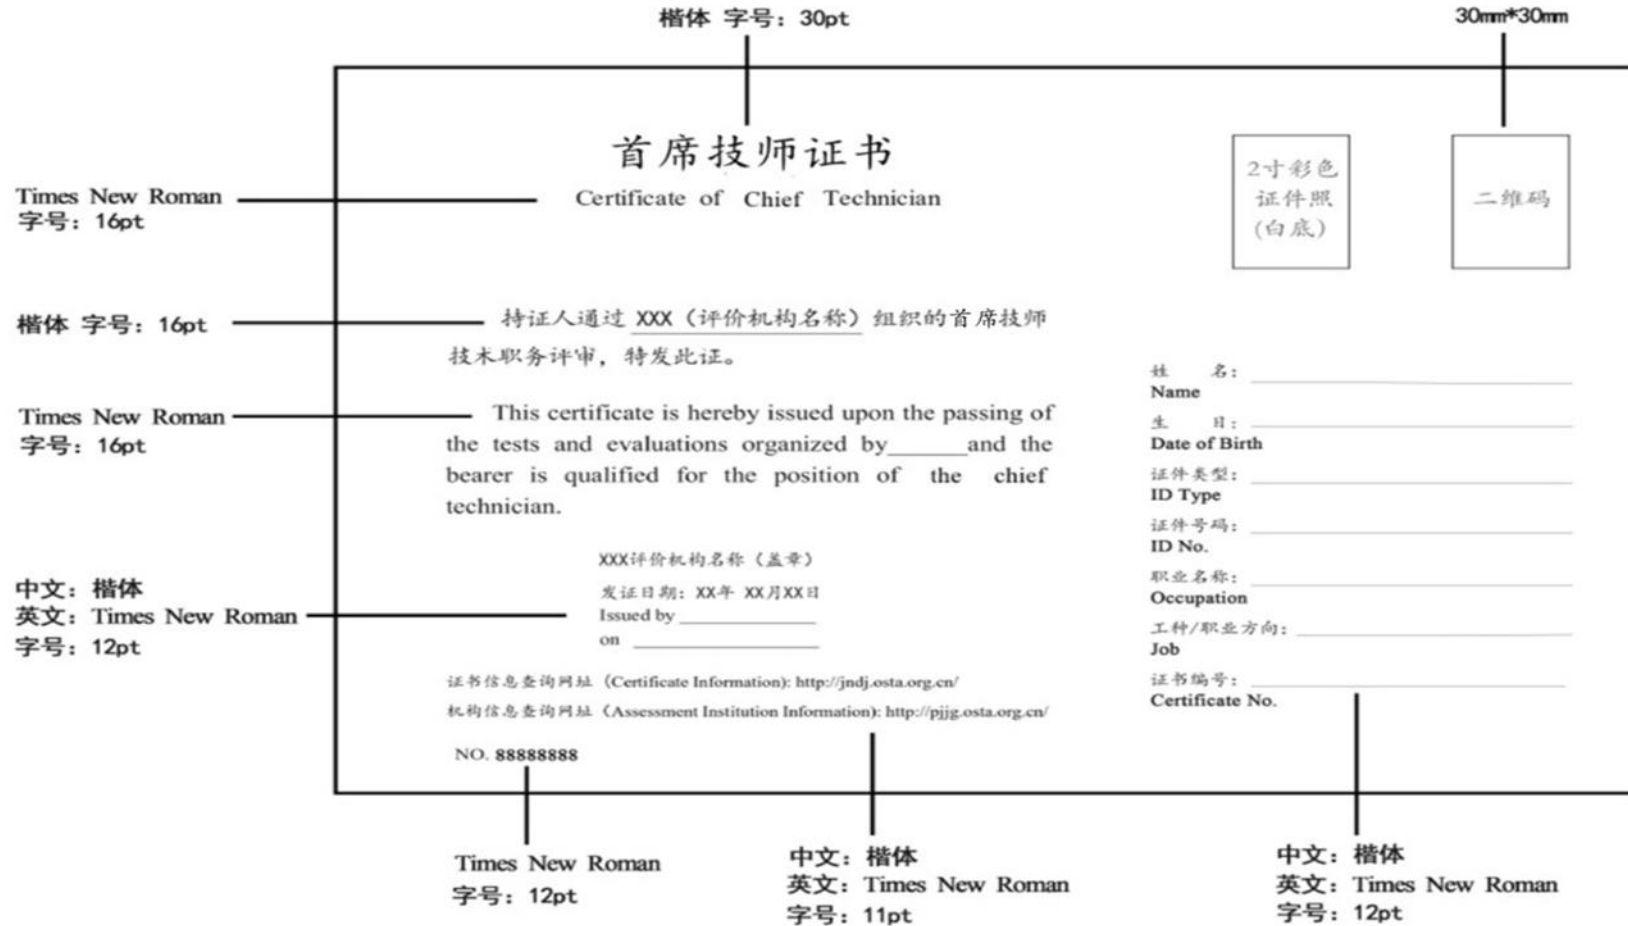 楷体 字号：30pt
30mm*30mm
首席技师证书
Certificate of Chief Technician
2寸彩色
证件照
(白底)
二维码
Times New Roman
字号：16pt
楷体 字号：16pt
持证人通过 XXX（评价机构名称）组织的首席技师
技术职务评审，特发此证。
Times New Roman
字号：16pt
This certificate is hereby issued upon the passing of
the tests and evaluations organized by______and the
bearer is qualified for the position of the chief
technician.
XXX评价机构名称（盖章）
发证日期：XX年 XX月XX日
Issued by
on
中文：楷体
英文：Times New Roman
字号：12pt
证书信息查询网址（Certificate Information): http://jndj.osta.org.cn/
机构信息查询网址（Assessment Institution Information): http://pjjg.osta.org.cn/
NO. 88888888
姓 名：
Name
生 日：
Date of Birth
证件类型：
ID Type
证件号码：
ID No.
职业名称：
Occupation
工种/职业方向：
Job
证书编号：
Certificate No.
Times New Roman
字号：12pt
中文：楷体
英文：Times New Roman
字号：11pt
中文：楷体
英文：Times New Roman
字号：12pt